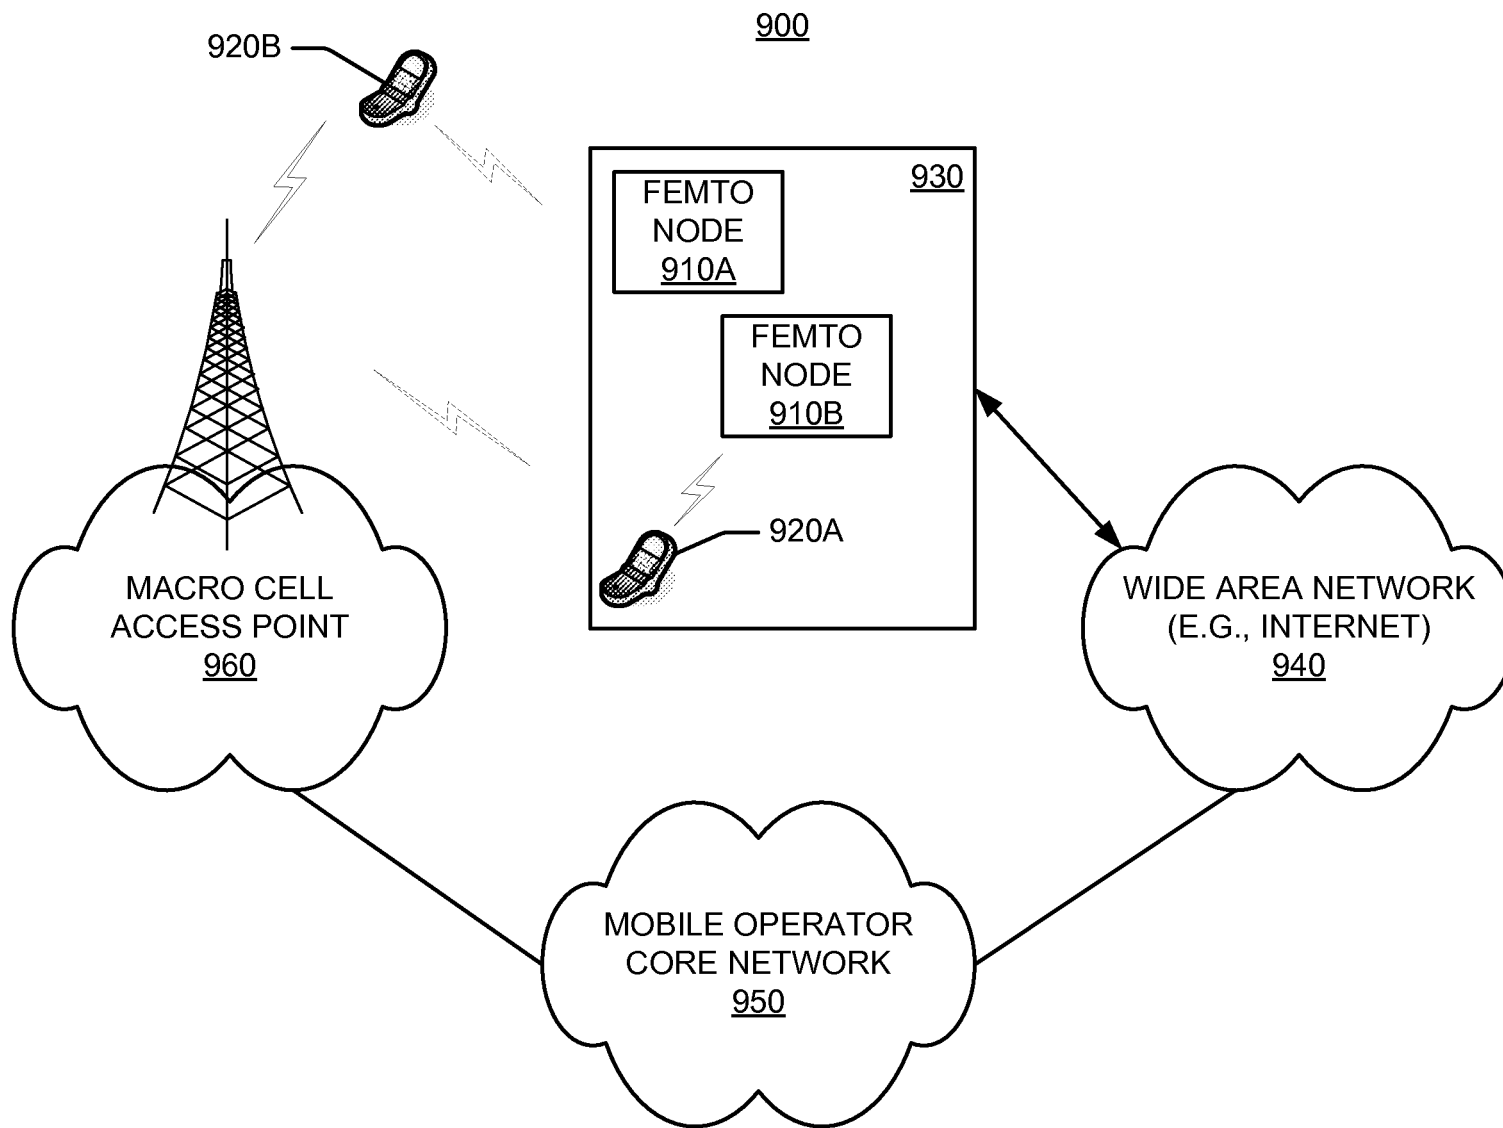 900
920B
930
FEMTO
NODE
910A
FEMTO
NODE
910B
920A
MACRO CELL
ACCESS POINT
960
WIDE AREA NETWORK
(E.G., INTERNET)
940
MOBILE OPERATOR
CORE NETWORK
950